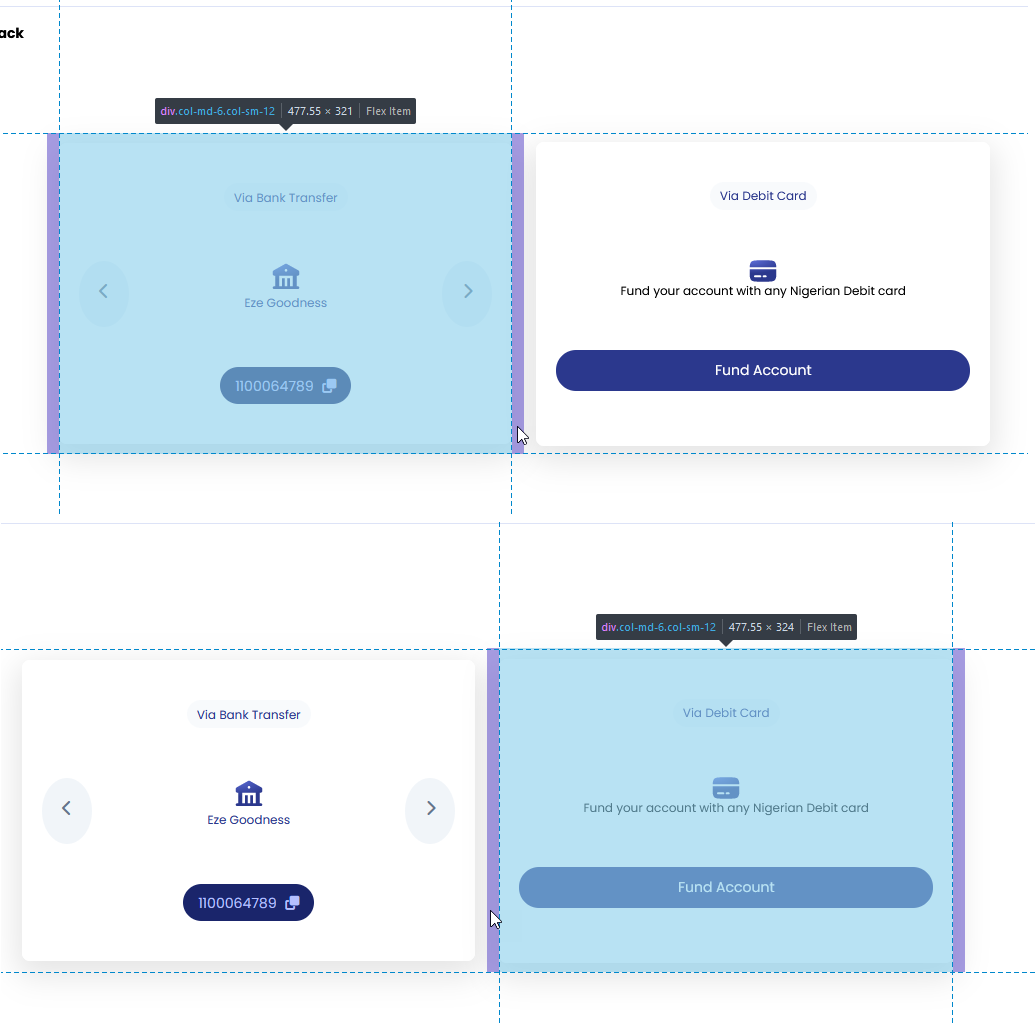 ack
div.col-md-6.col-sm-12 477.55 × 321 Flex Item
Via Bank Transfer
Eze Goodness
1100064789
Via Debit Card
Fund your account with any Nigerian Debit card
Fund Account
div.col-md-6.col-sm-12 477.55 × 324 Flex Item
Via Bank Transfer
Eze Goodness
1100064789
Via Debit Card
Fund your account with any Nigerian Debit card
Fund Account